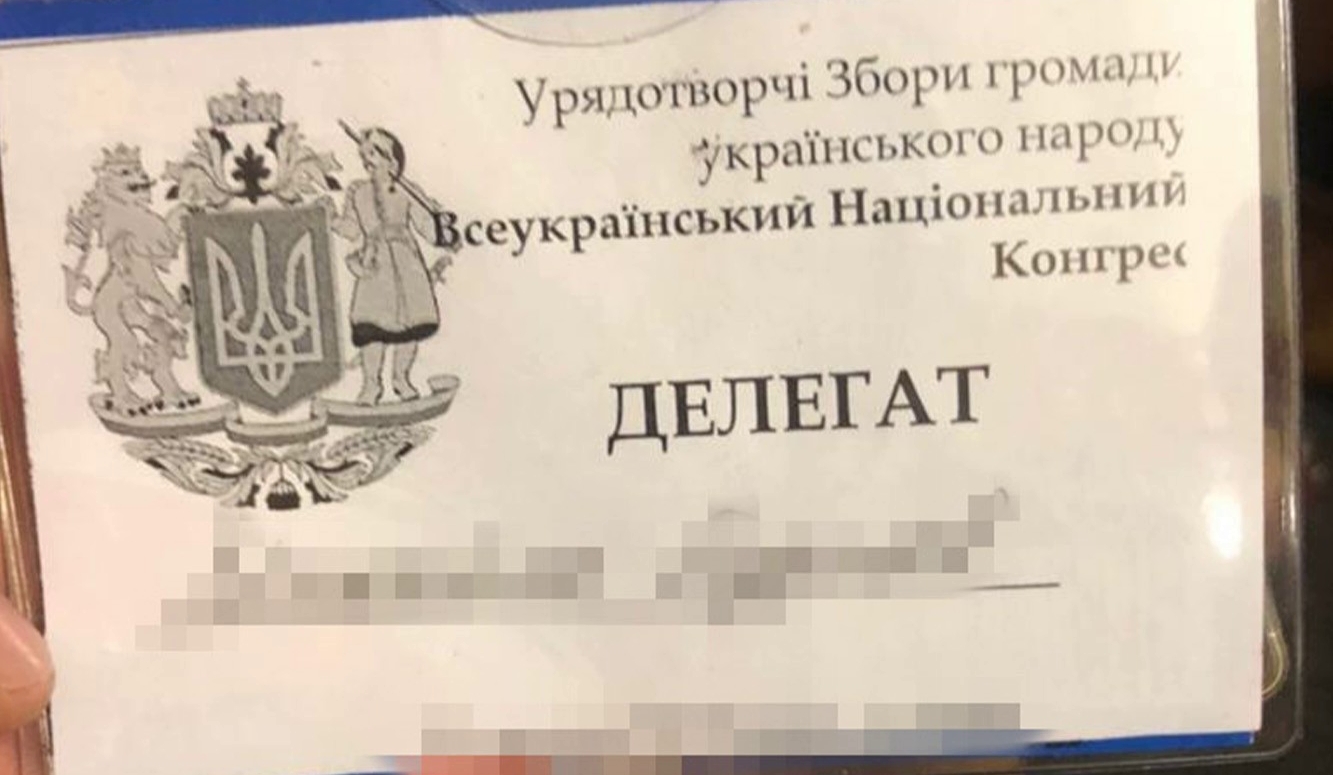 Урядотворчі Збори громади
українського народу
Всеукраїнський Національний
Конгрес
ДЕЛЕГАТ